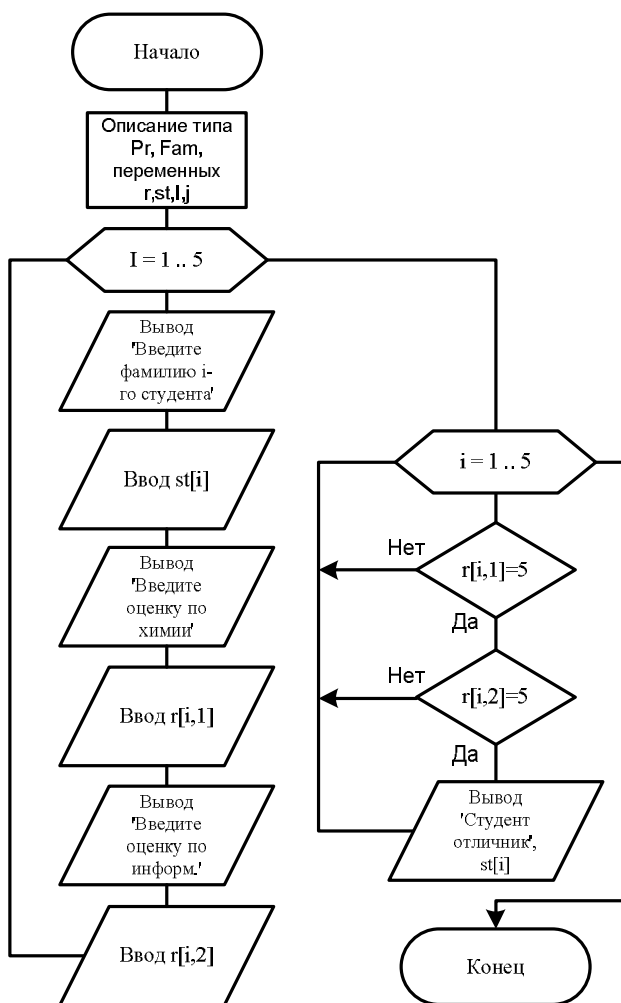 Начало
Описание типа
Pr, Fam,
переменных
r,st,I,j
I = 1 .. 5
Вывод
'Введите
фамилию i-
го студента'
Ввод st[i]
Вывод
'Введите
оценку по
химии'
Ввод r[i,1]
Вывод
'Введите
оценку по
информ.'
Ввод r[i,2]
i = 1 .. 5
Нет
r[i,1]=5
Да
Нет
r[i,2]=5
Да
Вывод
'Студент
отличник',
st[i]
Конец